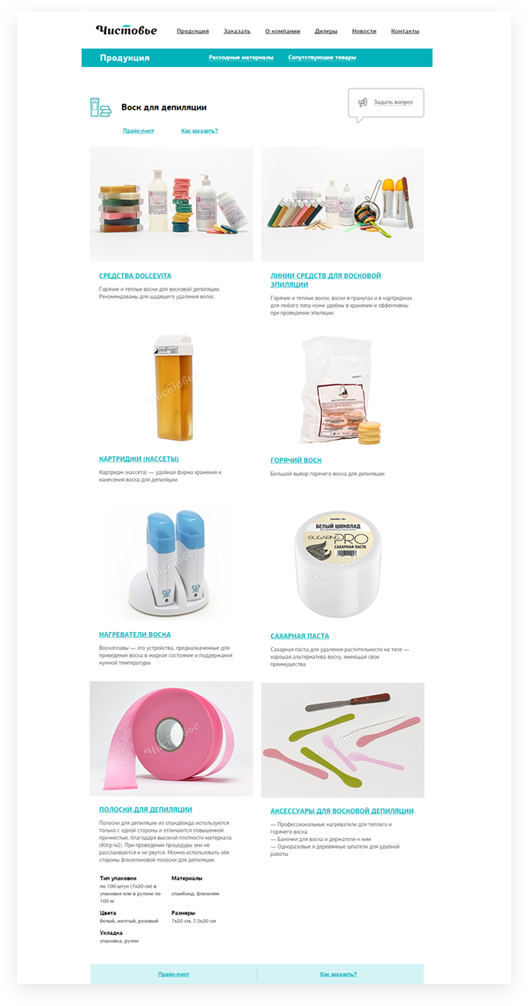 Чистовье
Продукция Заказать О компании Дилеры Новости Контакты
Продукция Расходные материалы Сопутствующие товары
Задать вопрос
Воск для депиляции
Прайс-лист Как заказать?
СРЕДСТВА DOLCEVITA
Горячие и теплые воски для восковой депиляции.
Рекомендованы для щадящего удаления волос.
ЛИНИИ СРЕДСТВ ДЛЯ ВОСКОВОЙ
ЭПИЛЯЦИИ
Горячие и теплые воски, воски в гранулах и в картриджах
для любого типа кожи удобны в хранении и эффективны
при проведении эпиляции.
Чистовье
КАРТРИДЖИ (КАССЕТЫ)
Картридж (кассета) — удобная форма хранения и
нанесения воска для депиляции.
ГОРЯЧИЙ ВОСК
Большой выбор горячего воска для депиляции.
Чистовье
БЕЛЫЙ ШОКОЛАД
SUGARING PRO
САХАРНАЯ ПАСТА
Чистовье
НАГРЕВАТЕЛИ ВОСКА
Воскоплавы — это устройства, предназначенные для
приведения воска в жидкое состояние и поддержания
нужной температуры
САХАРНАЯ ПАСТА
Сахарная паста для удаления растительности на теле —
хорошая альтернатива воску, имеющая свои
преимущества.
Чистовье
Чистовье
ПОЛОСКИ ДЛЯ ДЕПИЛЯЦИИ
Полоски для депиляции из спандбонда используются
только с одной стороны и отличаются повышенной
прочностью, благодаря высокой плотности материала
(80гр/м2). При проведении процедуры они не
расслаиваются и не рвутся. Можно использовать обе
стороны флизелиновой полоски для депиляции.
АКСЕССУАРЫ ДЛЯ ВОСКОВОЙ ДЕПИЛЯЦИИ
— Профессиональные нагреватели для теплого и
горячего воска
— Баночки для воска и держатели к ним
— Одноразовые и деревянные шпатели для удобной
работы
Тип упаковки
по 100 штук (7х20 см) в
упаковке или в рулоне по
100 м
Материалы
спанбонд, флизелин
Цвета
белый, желтый, розовый
Размеры
7х20 см, 7,5х20 см
Укладка
упаковка, рулон
Прайс-лист Как заказать?